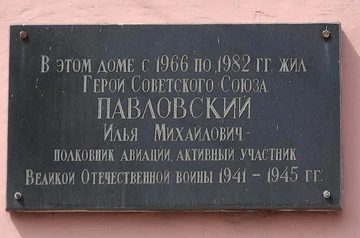 В этом доме с 1966 по 1982 гг. жил
Герой Советского Союза
ПАВЛОВСКИЙ
Илья Михайлович -
полковник авиации, активный участник
Великой Отечественной войны 1941 - 1945 гг.